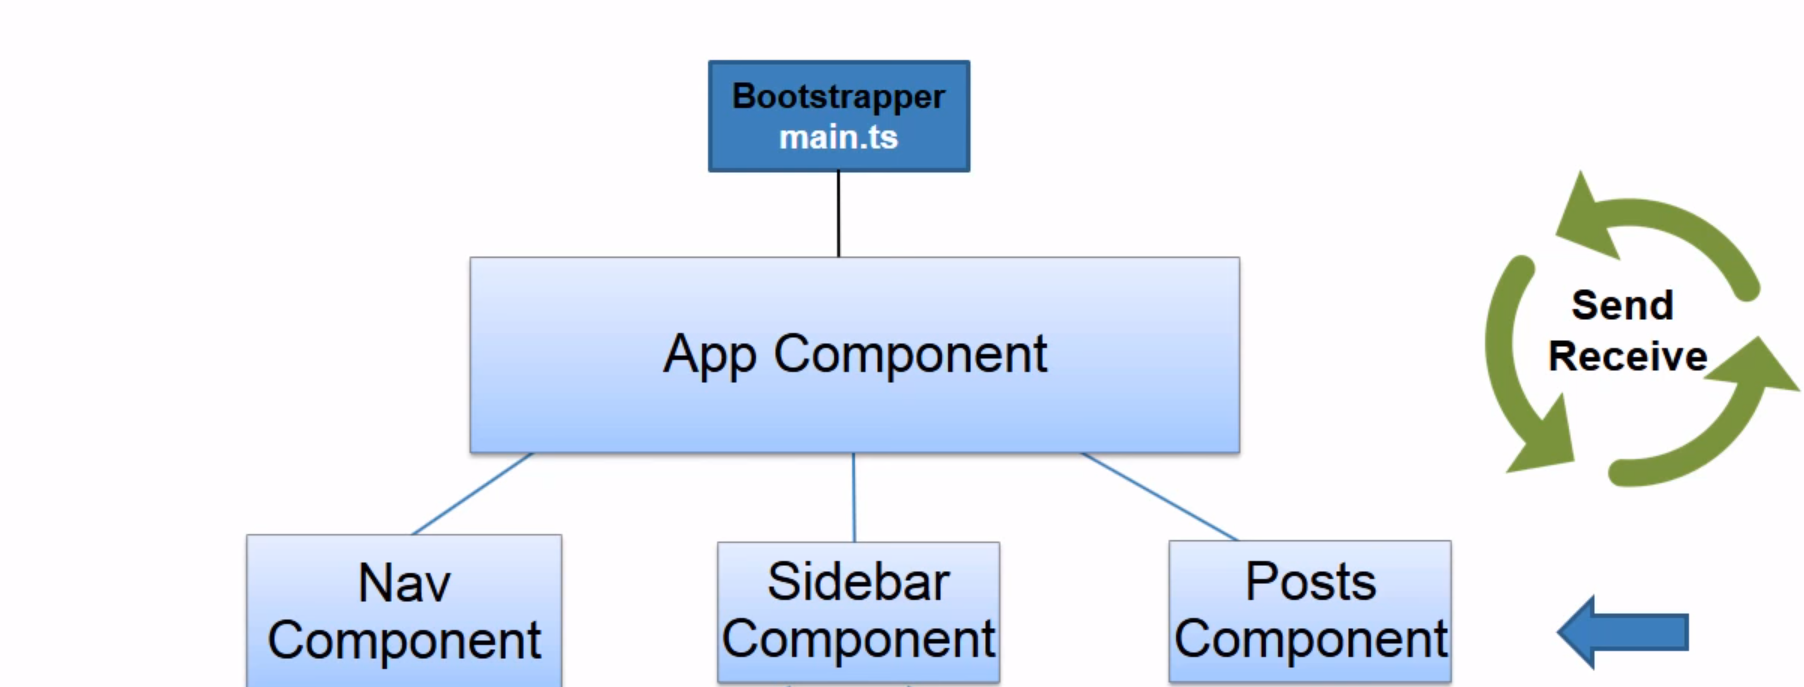 Bootstrapper
main.ts
App Component
Send
Receive
Nav
Component
Sidebar
Component
Posts
Component